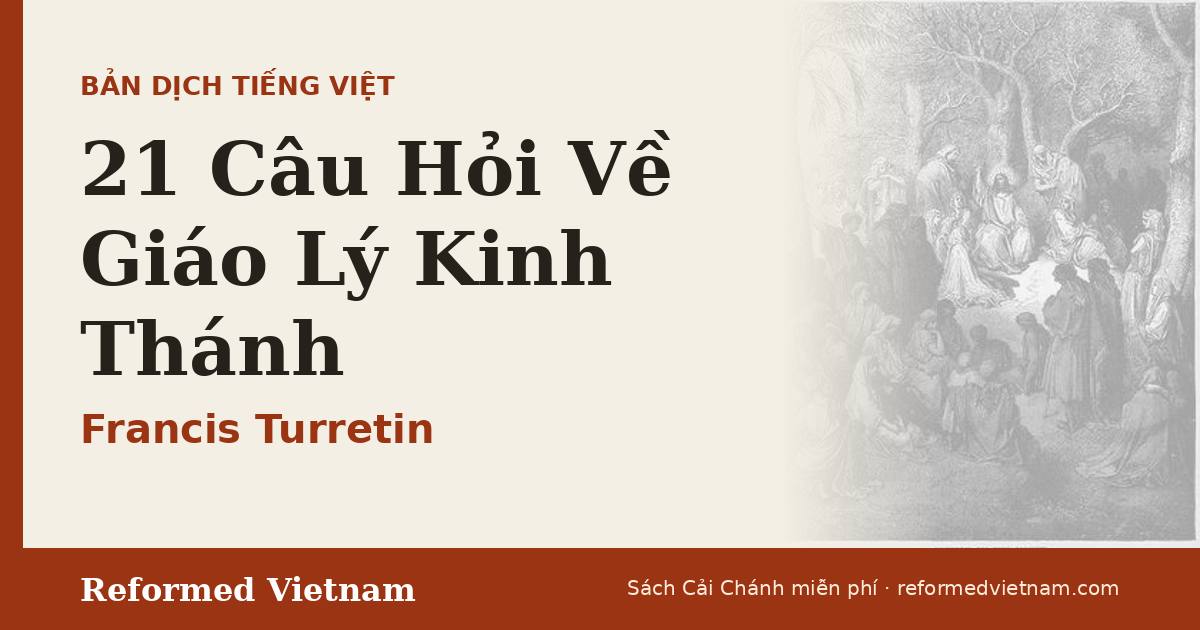 BẢN DỊCH TIẾNG VIỆT
21 Câu Hỏi Về
Giáo Lý Kinh
Thánh
Francis Turretin
Reformed Vietnam
Sách Cải Chánh miễn phí · reformedvietnam.com